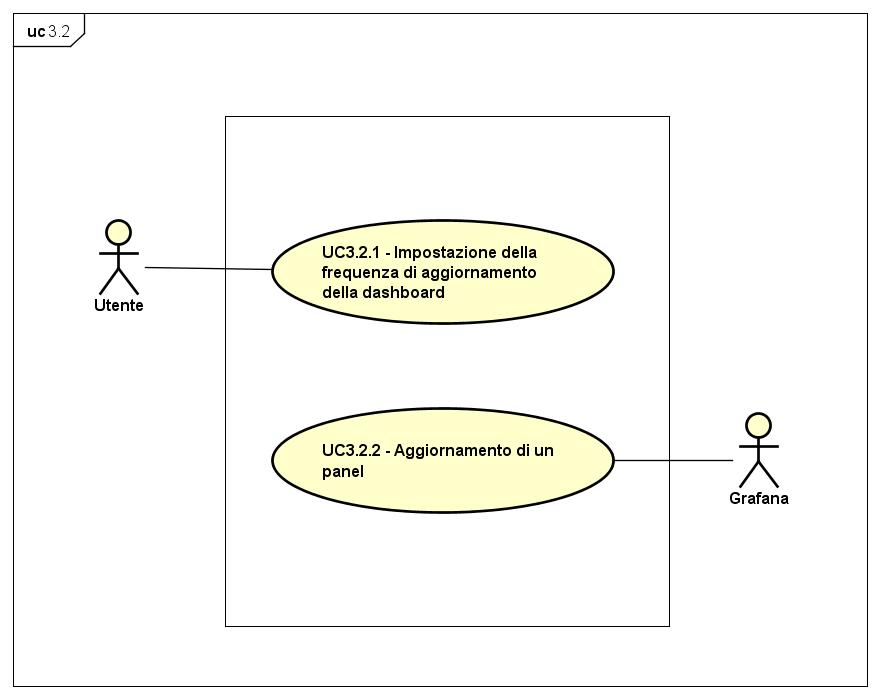 uc 3.2
UC3.2.1 - Impostazione della
frequenza di aggiornamento
della dashboard
Utente
UC3.2.2 - Aggiornamento di un
panel
Grafana